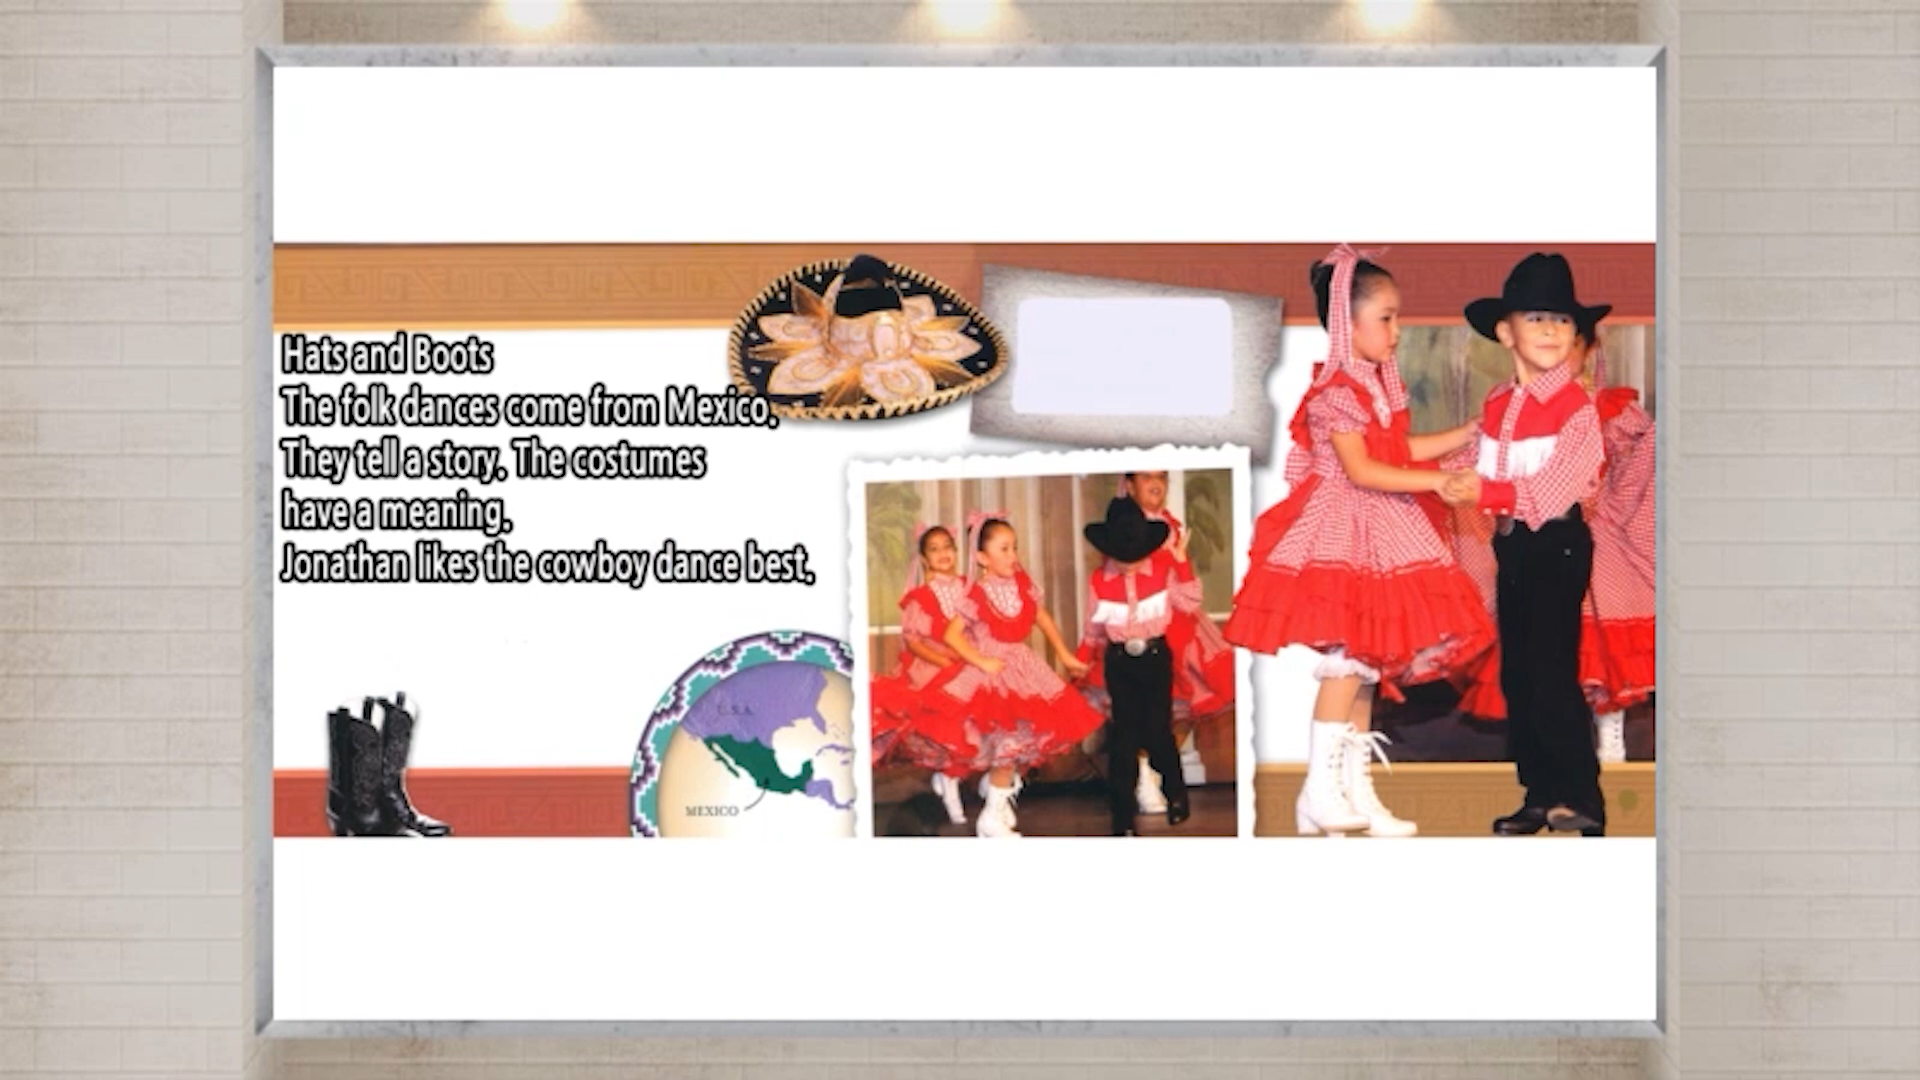 Hats and Boots
The folk dances come from Mexico.
They tell a story. The costumes
have a meaning.
Jonathan likes the cowboy dance best.
U.S.A.
MEXICO